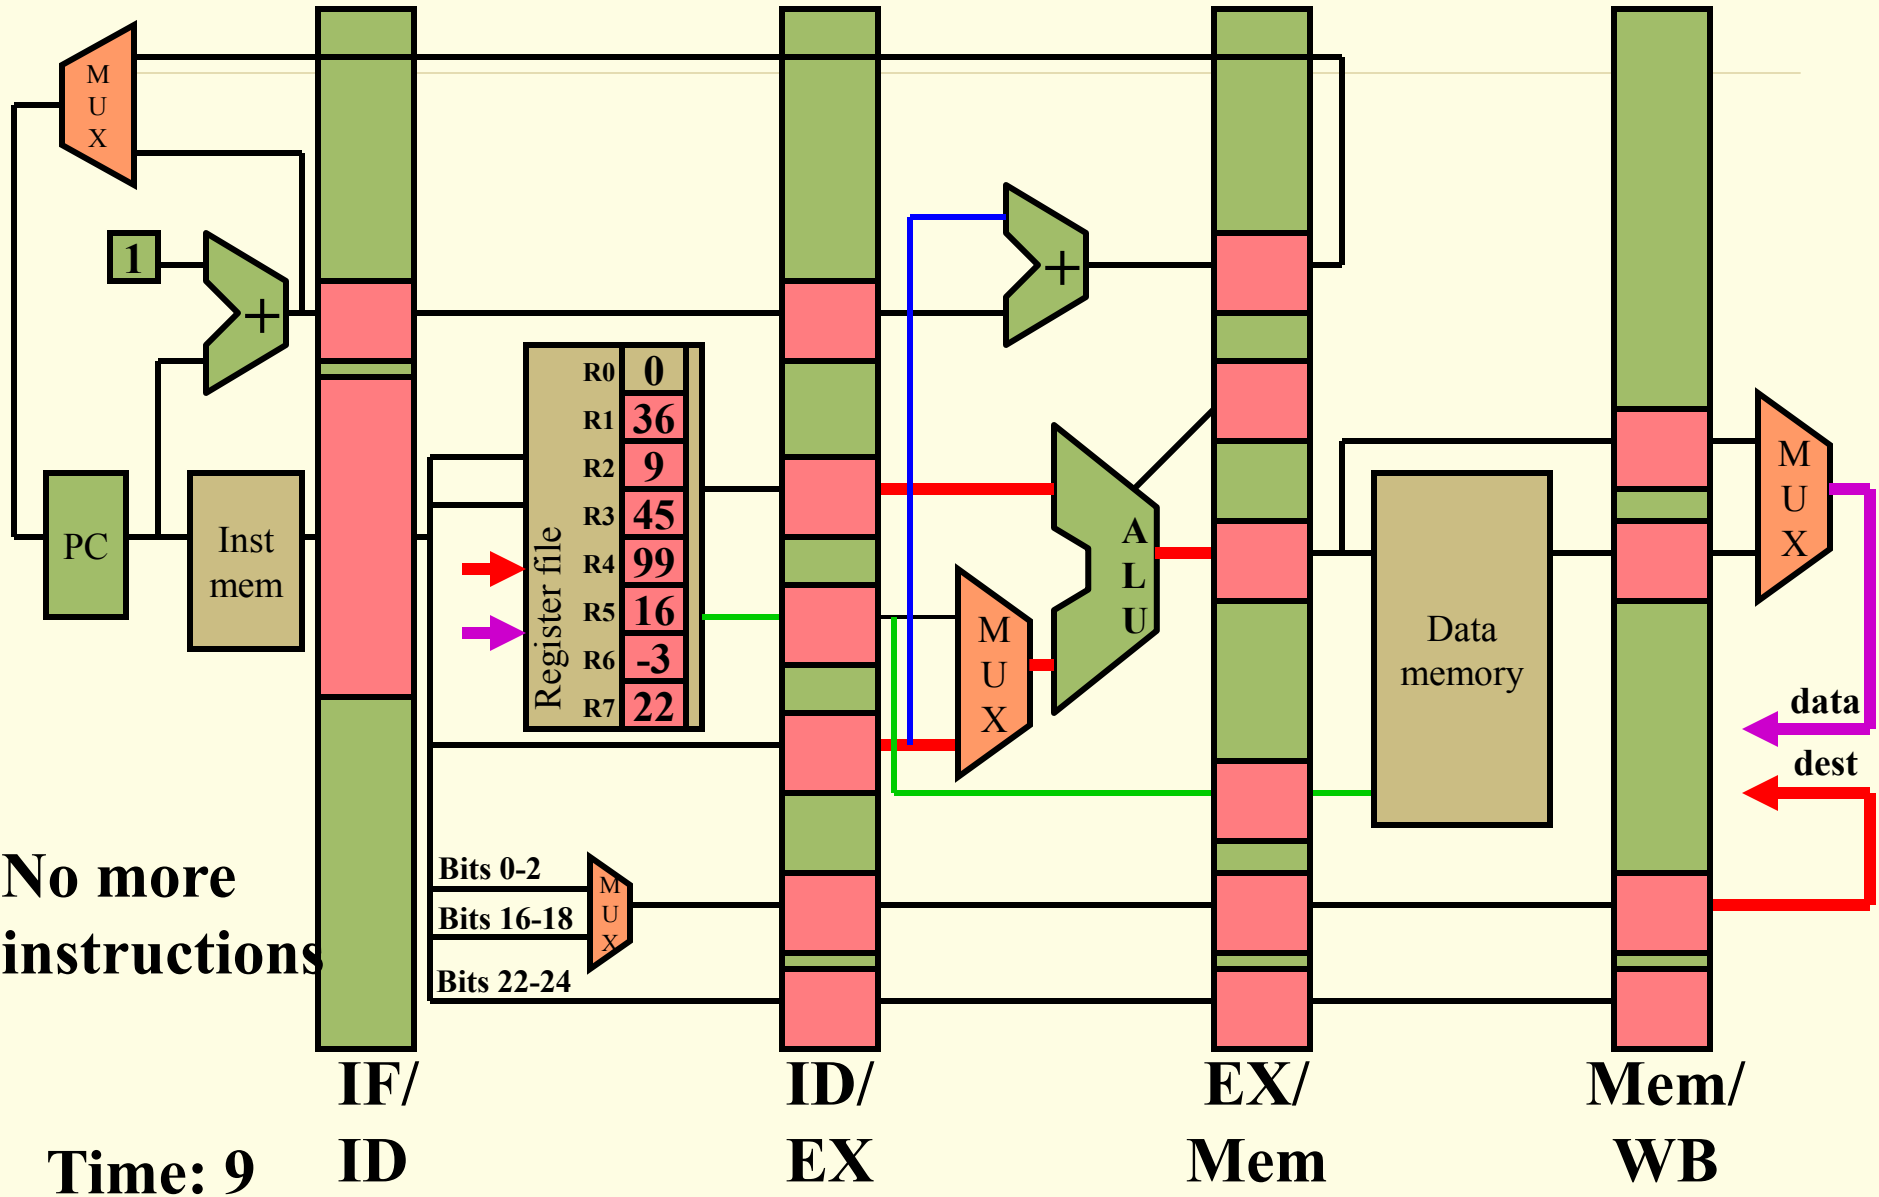 M
U
X
1
+
+
R0 0
R1 36
R2 9
R3 45
R4 99
R5 16
R6 -3
R7 22
Register file
PC
Inst
mem
A
L
U
M
U
X
M
U
X
Data
memory
data
dest
Bits 0-2
Bits 16-18
Bits 22-24
M
U
X
No more
instructions
IF/
ID
ID/
EX
EX/
Mem
Mem/
WB
Time: 9